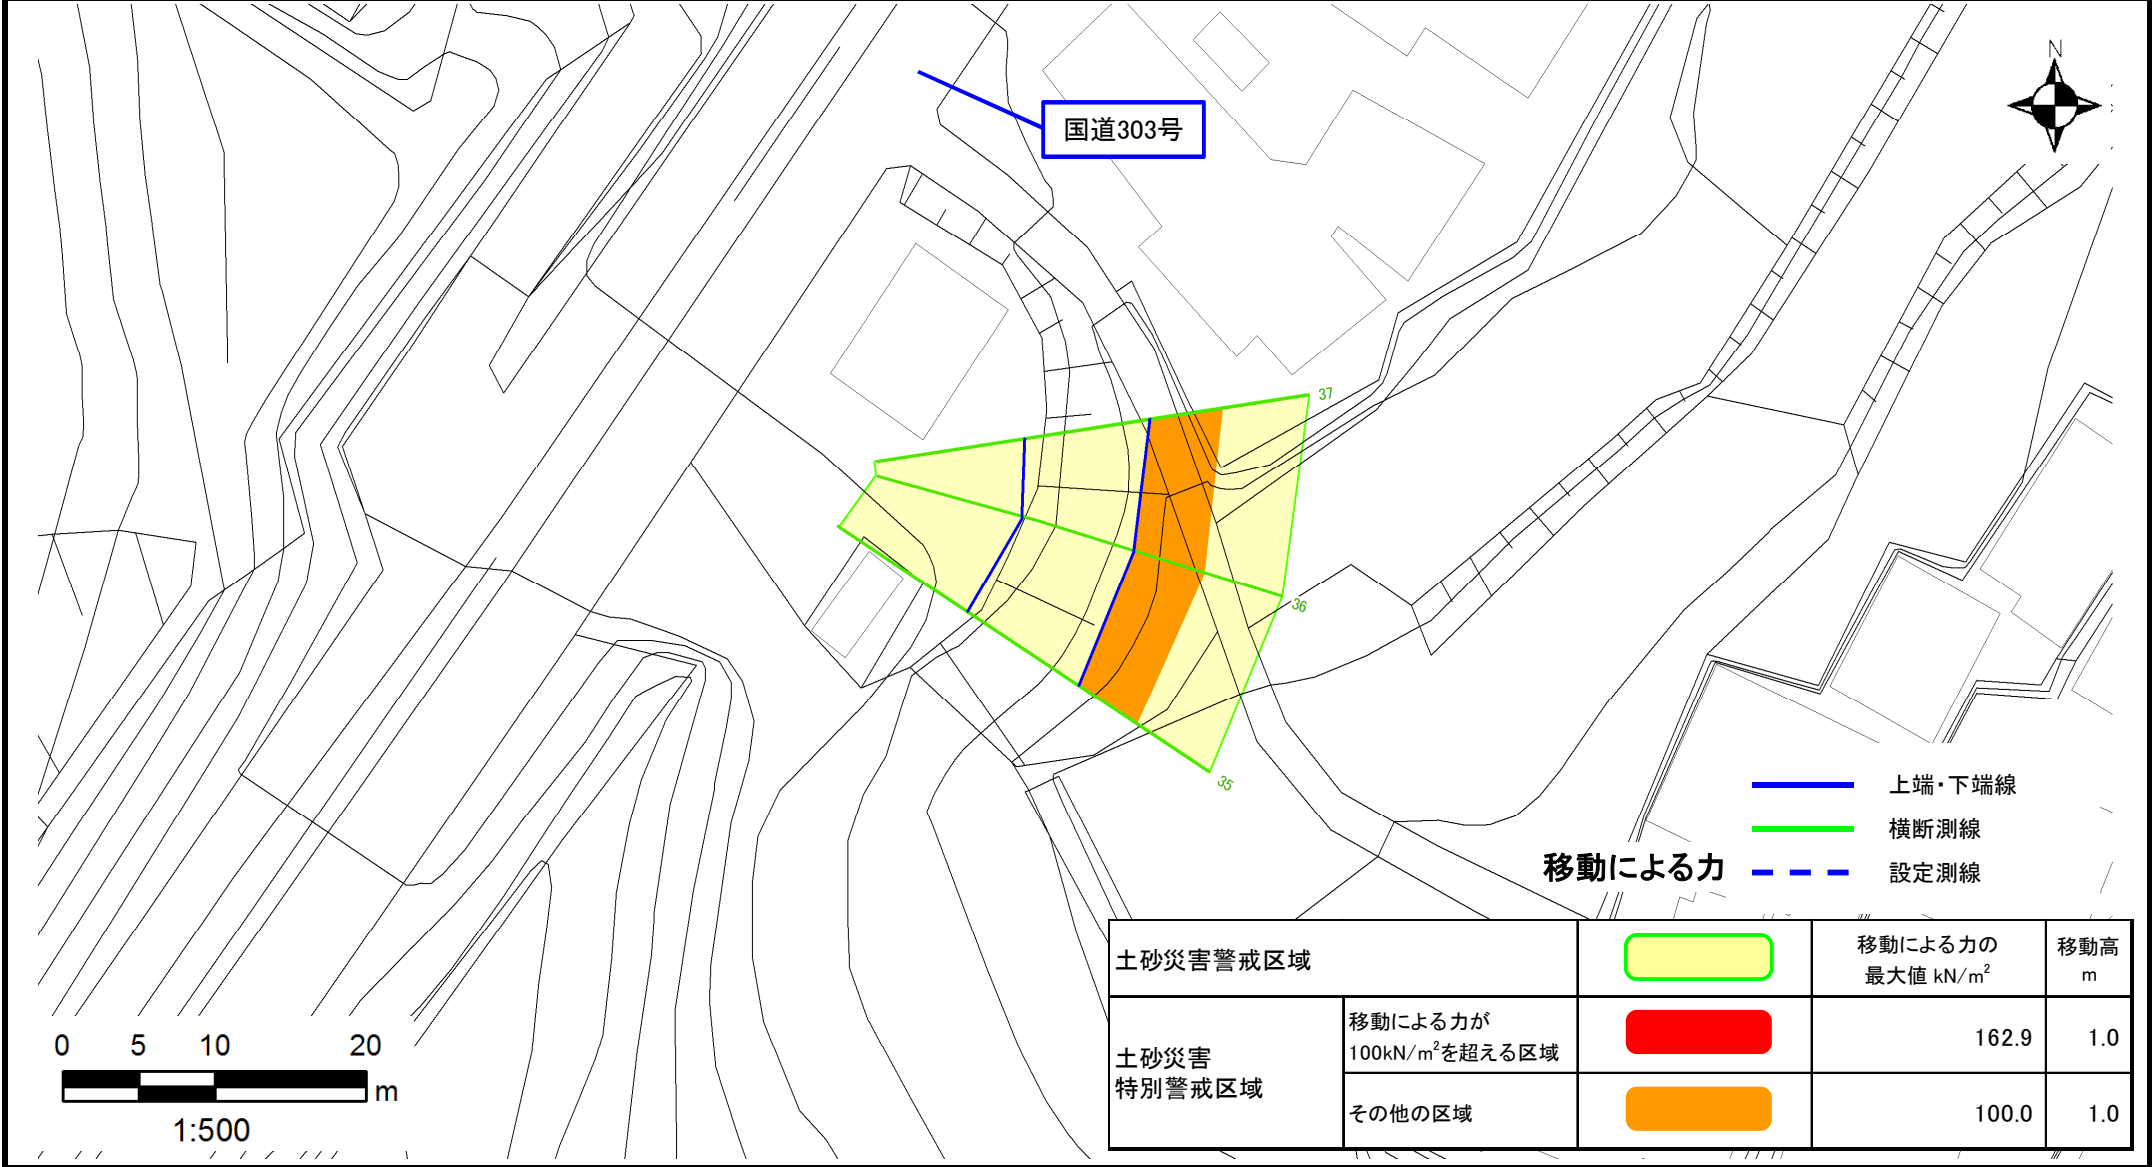 N
国道303号
37
36
35
上端・下端線
横断測線
設定測線
移動による力
土砂災害警戒区域
移動による力の
最大値 kN/m²
移動高
m
土砂災害
特別警戒区域
移動による力が
100kN/m²を超える区域
162.9
1.0
その他の区域
100.0
1.0
0 5 10 20
m
1:500